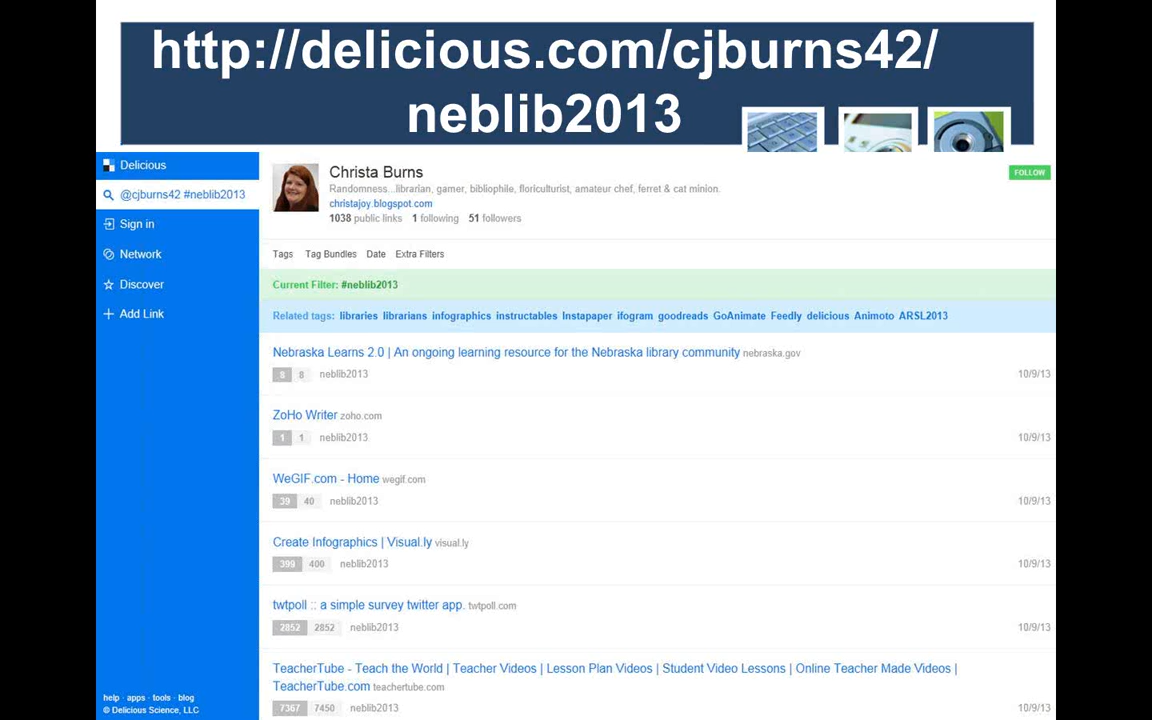 http://delicious.com/cjburns42/
neblib2013
Delicious
@cjburns42 #neblib2013
Sign in
Network
Discover
Add Link
help · apps · tools · blog
© Delicious Science, LLC
Christa Burns
Randomness...librarian, gamer, bibliophile, floriculturist, amateur chef, ferret & cat minion.
christajoy.blogspot.com
1038 public links 1 following 51 followers
FOLLOW
Tags Tag Bundles Date Extra Filters
Current Filter: #neblib2013
Related tags: libraries librarians infographics instructables Instapaper ifogram goodreads GoAnimate Feedly delicious Animoto ARSL2013
Nebraska Learns 2.0 | An ongoing learning resource for the Nebraska library community nebraska.gov
8 8 neblib2013 10/9/13
ZoHo Writer zoho.com
1 1 neblib2013 10/9/13
WeGIF.com - Home wegif.com
39 40 neblib2013 10/9/13
Create Infographics | Visual.ly visual.ly
399 400 neblib2013 10/9/13
twtpoll :: a simple survey twitter app. twtpoll.com
2852 2852 neblib2013 10/9/13
TeacherTube - Teach the World | Teacher Videos | Lesson Plan Videos | Student Video Lessons | Online Teacher Made Videos |
TeacherTube.com teachertube.com
7367 7450 neblib2013 10/9/13